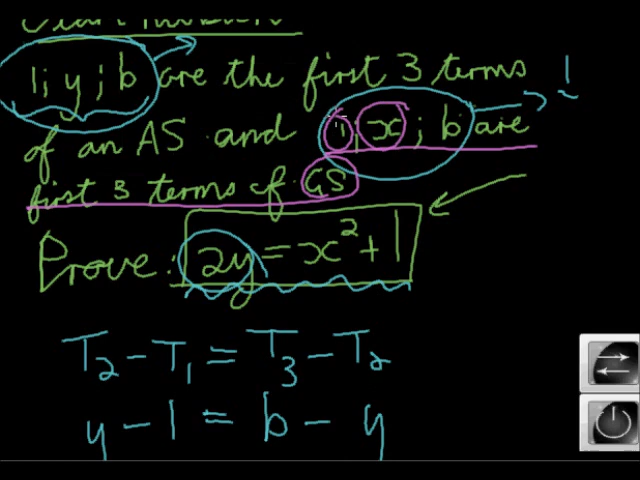 1; y; b are the first 3 terms !
of an AS and 1; x; b are
first 3 terms of GS
Prove: 2y = x² + 1
T₂ - T₁ = T₃ - T₂
y - 1 = b - y